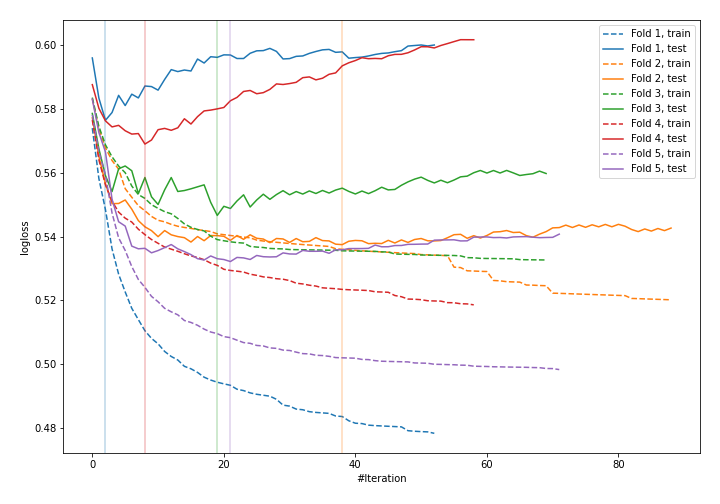 0.60
0.58
0.56
0.54
0.52
0.50
0.48
logloss
0
20
40
60
80
#Iteration
Fold 1, train
Fold 1, test
Fold 2, train
Fold 2, test
Fold 3, train
Fold 3, test
Fold 4, train
Fold 4, test
Fold 5, train
Fold 5, test